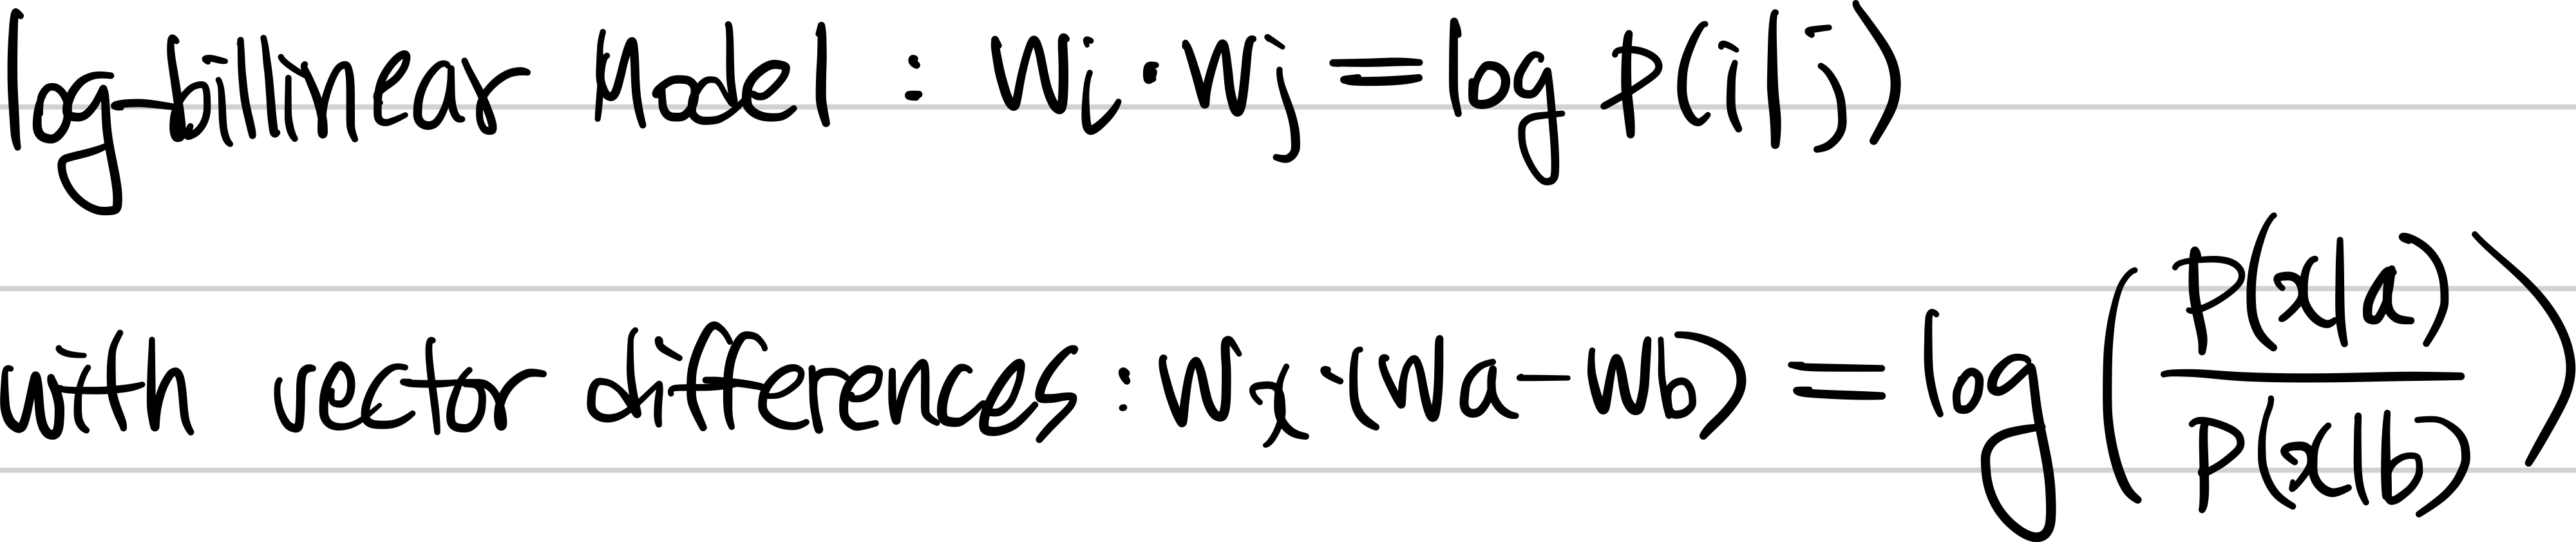 log-billinear Model : Wi · Wj = log P(i|j)
with vector differences : Wx · (Wa - Wb) = log (P(x|a) / P(x|b))